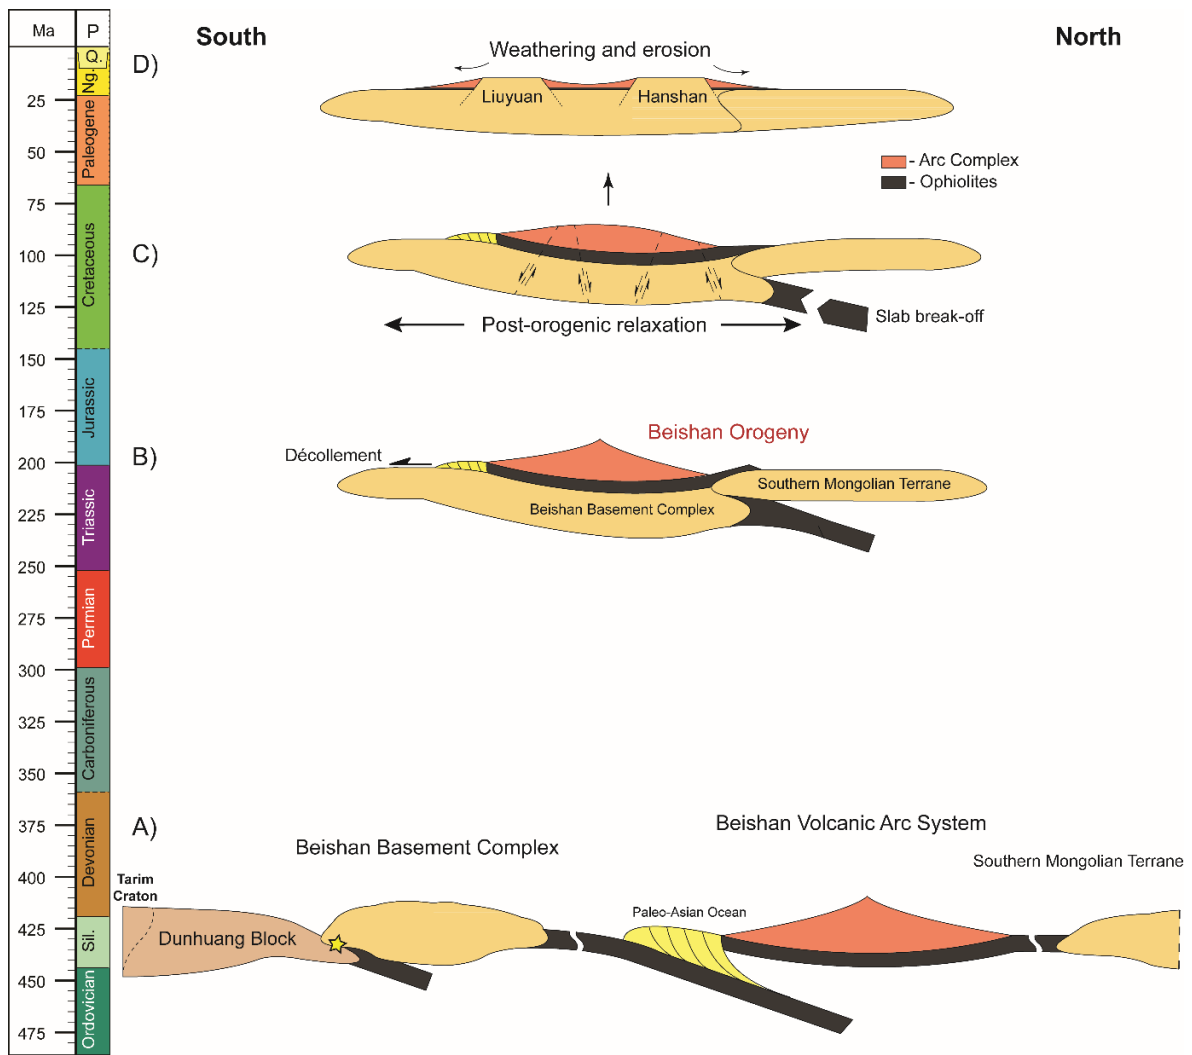 Ma
P
South
North
Q.
Ng.
25
Paleogene
50
75
Cretaceous
100
125
150
Jurassic
175
200
Triassic
225
250
Permian
275
300
Carboniferous
325
350
Devonian
375
400
Sil.
425
450
Ordovician
475
D)
Weathering and erosion
Liuyuan
Hanshan
- Arc Complex
- Ophiolites
C)
Post-orogenic relaxation
Slab break-off
B)
Beishan Orogeny
Décollement
Southern Mongolian Terrane
Beishan Basement Complex
A)
Beishan Volcanic Arc System
Beishan Basement Complex
Southern Mongolian Terrane
Tarim
Craton
Paleo-Asian Ocean
Dunhuang Block